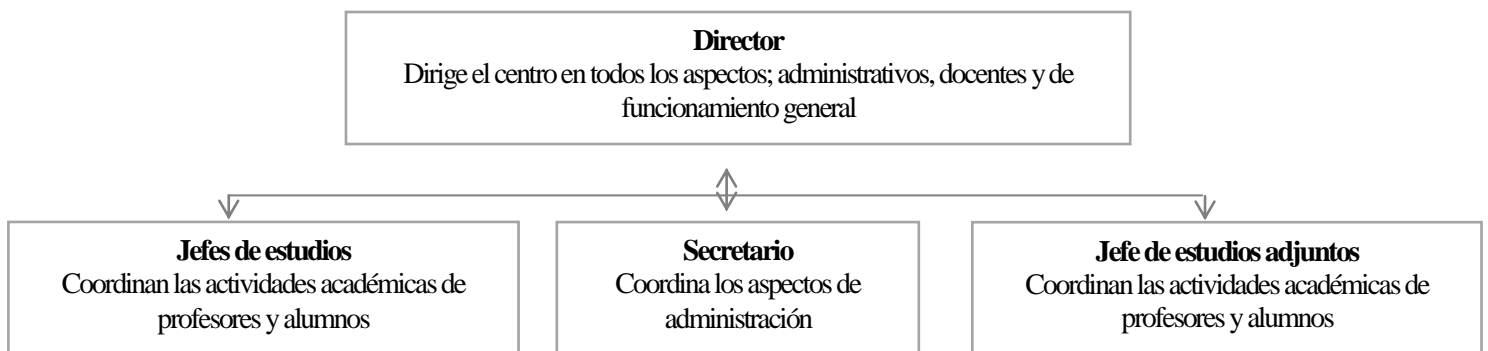 Director
Dirige el centro en todos los aspectos; administrativos, docentes y de
funcionamiento general
Jefes de estudios
Coordinan las actividades académicas de
profesores y alumnos
Secretario
Coordina los aspectos de
administración
Jefe de estudios adjuntos
Coordinan las actividades académicas de
profesores y alumnos